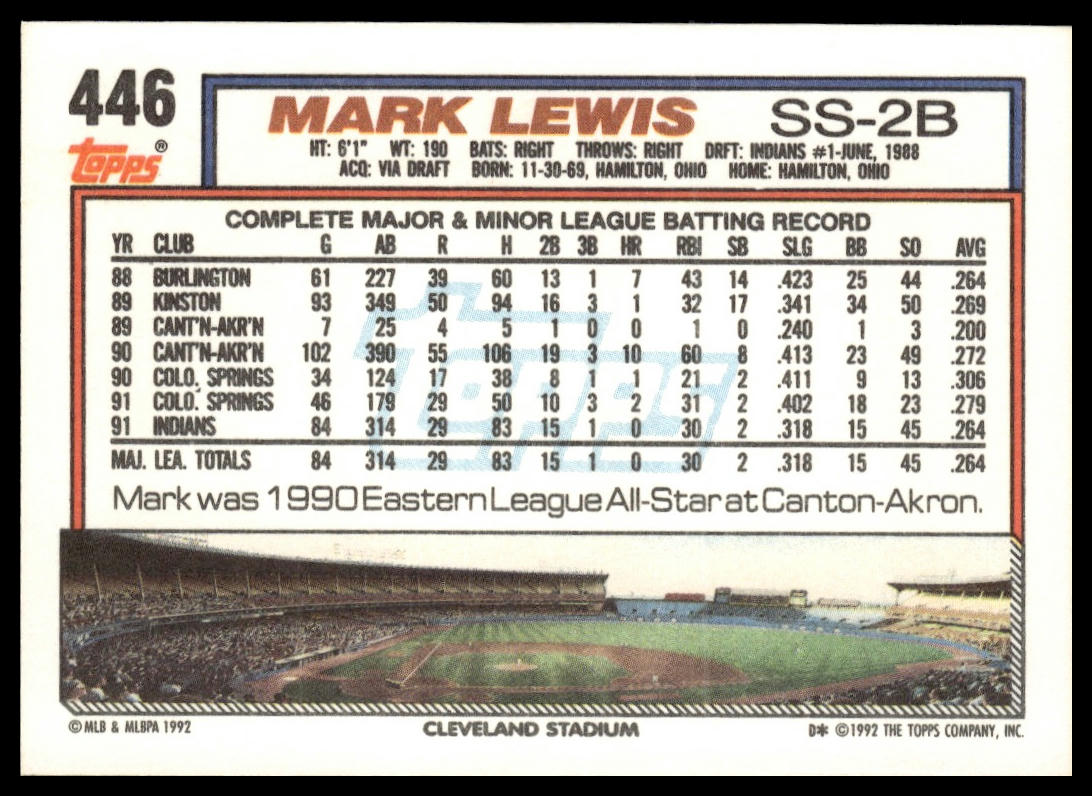 446
topps®
MARK LEWIS SS-2B
HT: 6'1" WT: 190 BATS: RIGHT THROWS: RIGHT DRFT: INDIANS #1-JUNE, 1988
ACQ: VIA DRAFT BORN: 11-30-69, HAMILTON, OHIO HOME: HAMILTON, OHIO
COMPLETE MAJOR & MINOR LEAGUE BATTING RECORD
YR CLUB G AB R H 2B 3B HR RBI SB SLG BB SO AVG
88 BURLINGTON 61 227 39 60 13 1 7 43 14 .423 25 44 .264
89 KINSTON 93 349 50 94 16 3 1 32 17 .341 34 50 .269
89 CANT'N-AKR'N 7 25 4 5 1 0 0 1 0 .240 1 3 .200
90 CANT'N-AKR'N 102 390 55 106 19 3 10 60 8 .413 23 49 .272
90 COLO. SPRINGS 34 124 17 38 8 1 1 21 2 .411 9 13 .306
91 COLO. SPRINGS 46 179 29 50 10 3 2 31 2 .402 18 23 .279
91 INDIANS 84 314 29 83 15 1 0 30 2 .318 15 45 .264
MAJ. LEA. TOTALS 84 314 29 83 15 1 0 30 2 .318 15 45 .264
topps
Mark was 1990 Eastern League All-Star at Canton-Akron.
© MLB & MLBPA 1992 CLEVELAND STADIUM D* © 1992 THE TOPPS COMPANY, INC.